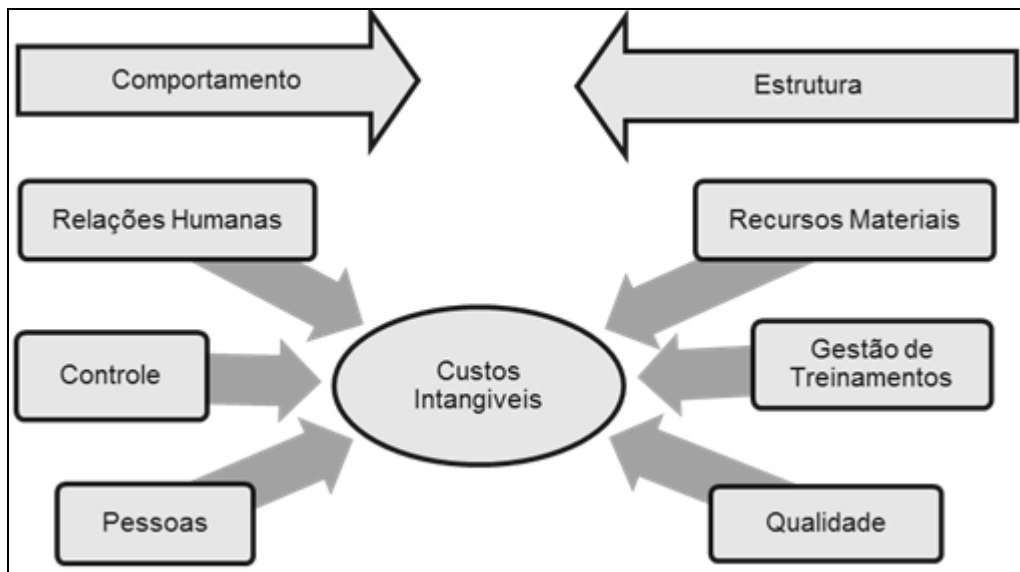 Comportamento
Estrutura
Relações Humanas
Recursos Materiais
Controle
Custos
Intangiveis
Gestão de
Treinamentos
Pessoas
Qualidade